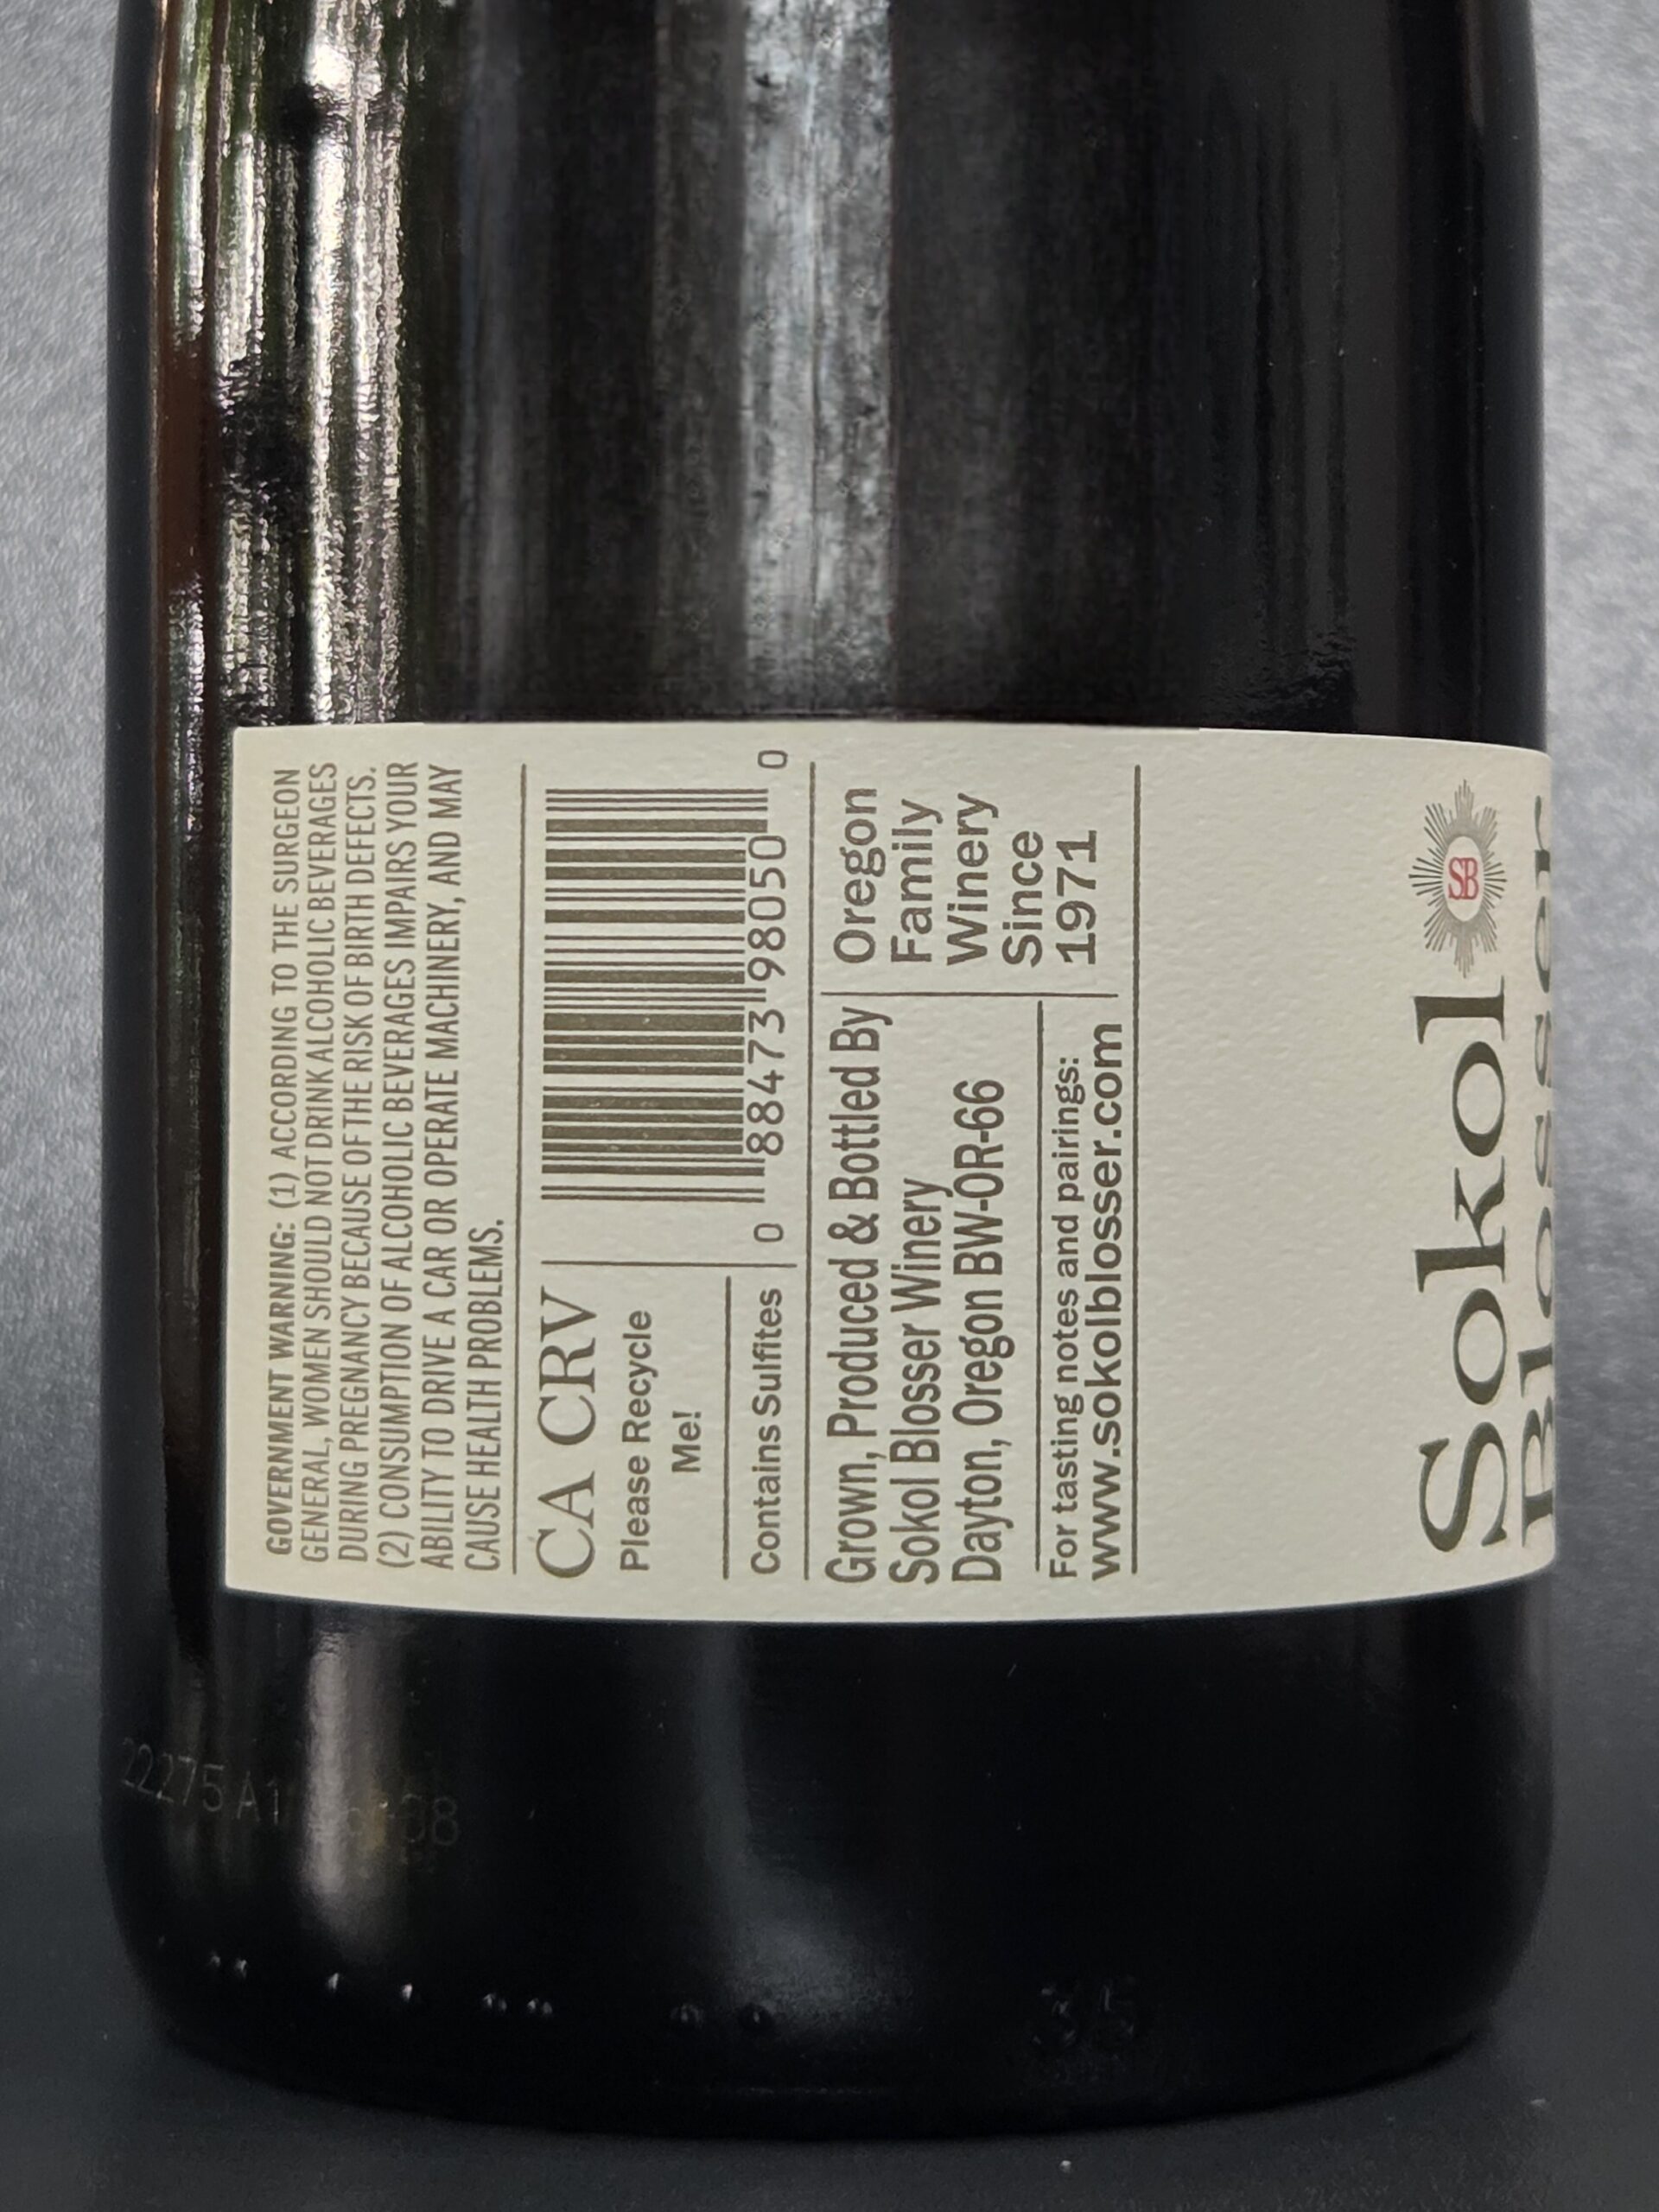 GOVERNMENT WARNING: (1) ACCORDING TO THE SURGEON
GENERAL, WOMEN SHOULD NOT DRINK ALCOHOLIC BEVERAGES
DURING PREGNANCY BECAUSE OF THE RISK OF BIRTH DEFECTS.
(2) CONSUMPTION OF ALCOHOLIC BEVERAGES IMPAIRS YOUR
ABILITY TO DRIVE A CAR OR OPERATE MACHINERY, AND MAY
CAUSE HEALTH PROBLEMS.
CA CRV
Please Recycle
Me!
Contains Sulfites
0 88473 98050 0
Grown, Produced & Bottled By
Sokol Blosser Winery
Dayton, Oregon BW-OR-66
For tasting notes and pairings:
www.sokolblosser.com
Oregon
Family
Winery
Since
1971
Sokol
SB
Blosser
22275 A1
35